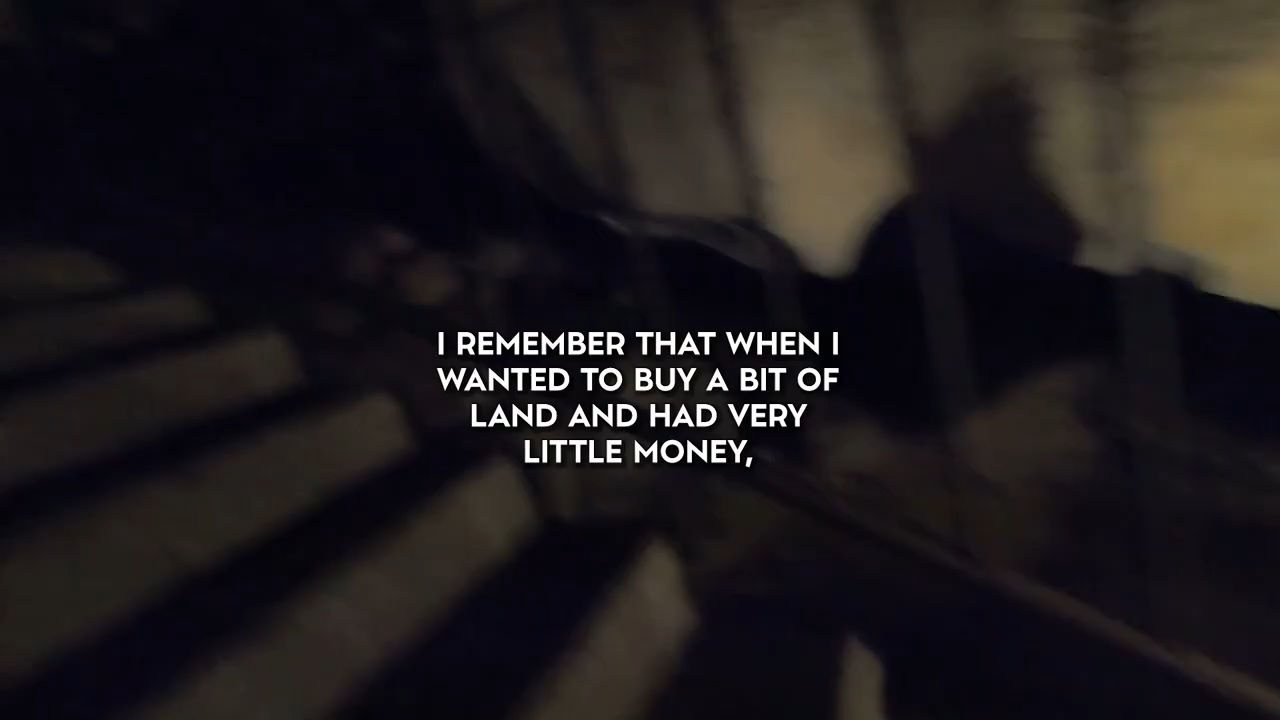 I REMEMBER THAT WHEN I
WANTED TO BUY A BIT OF
LAND AND HAD VERY
LITTLE MONEY,